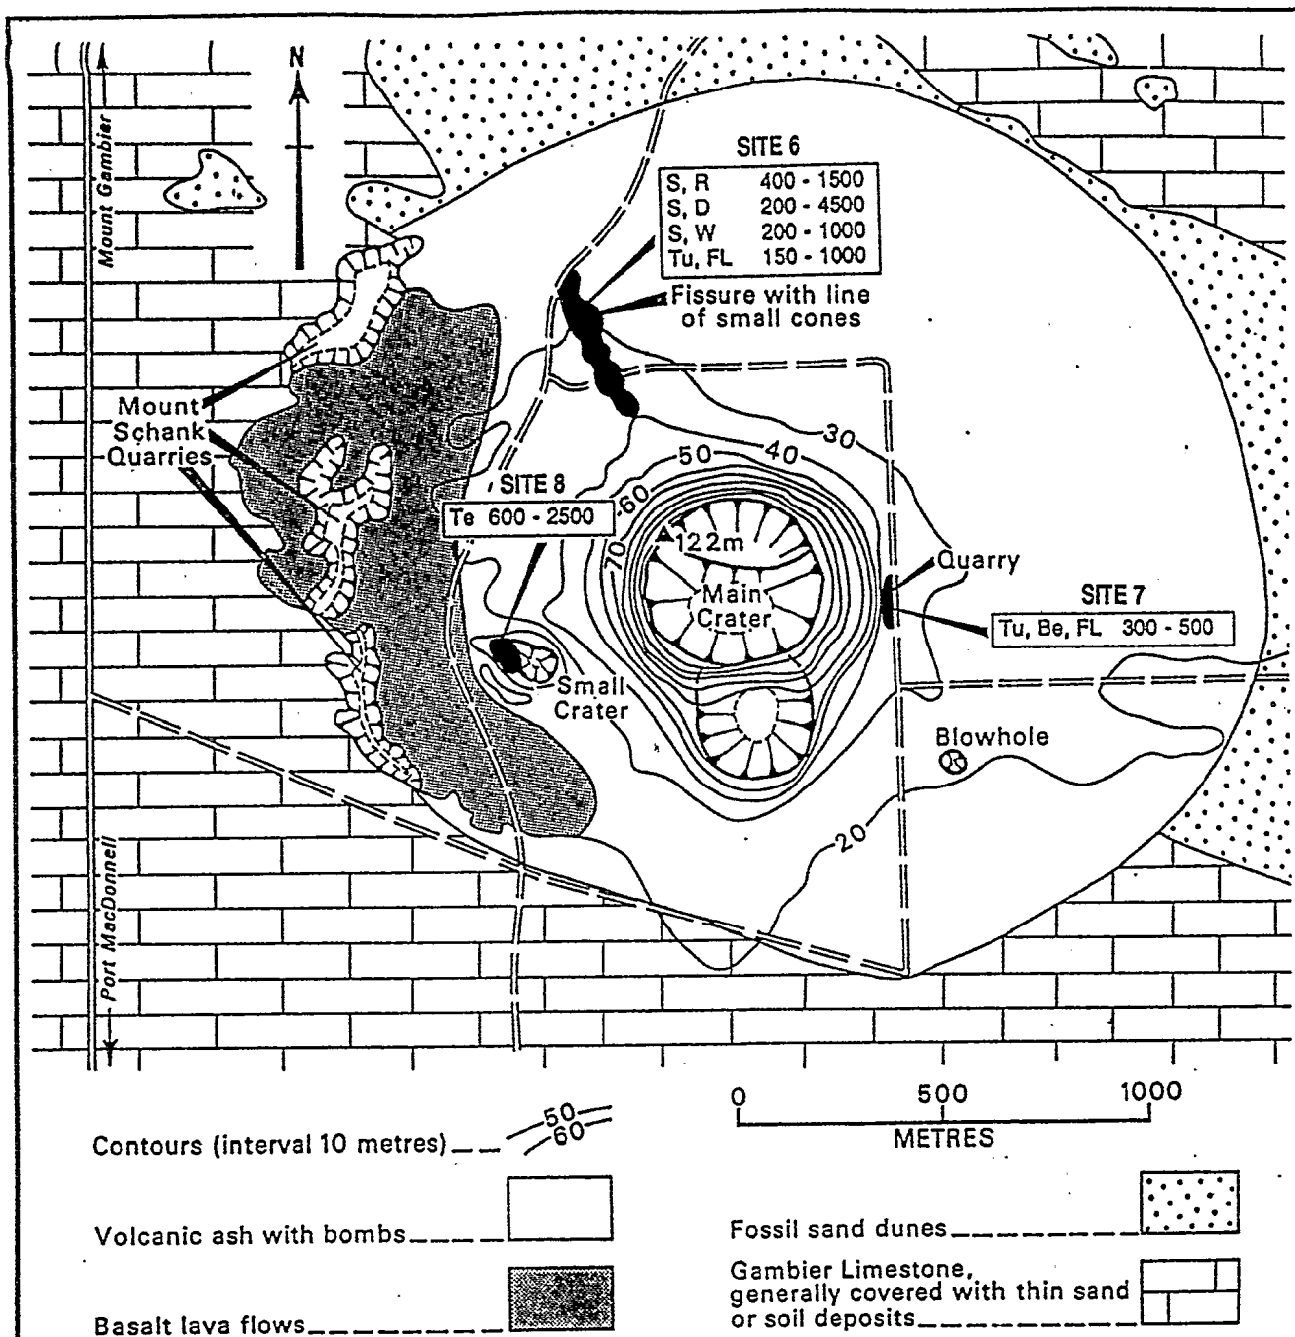 N
Mount Gambier
SITE 6
S, R 400 - 1500
S, D 200 - 4500
S, W 200 - 1000
Tu, FL 150 - 1000
Fissure with line
of small cones
Mount
Schank
Quarries
30
50
40
60
70
SITE 8
Te 600 - 2500
122m
Main
Crater
Quarry
SITE 7
Tu, Be, FL 300 - 500
Small
Crater
Blowhole
20
Port MacDonnell
0 500 1000
METRES
Contours (interval 10 metres)
50
60
Volcanic ash with bombs
Basalt lava flows
Fossil sand dunes
Gambier Limestone,
generally covered with thin sand
or soil deposits